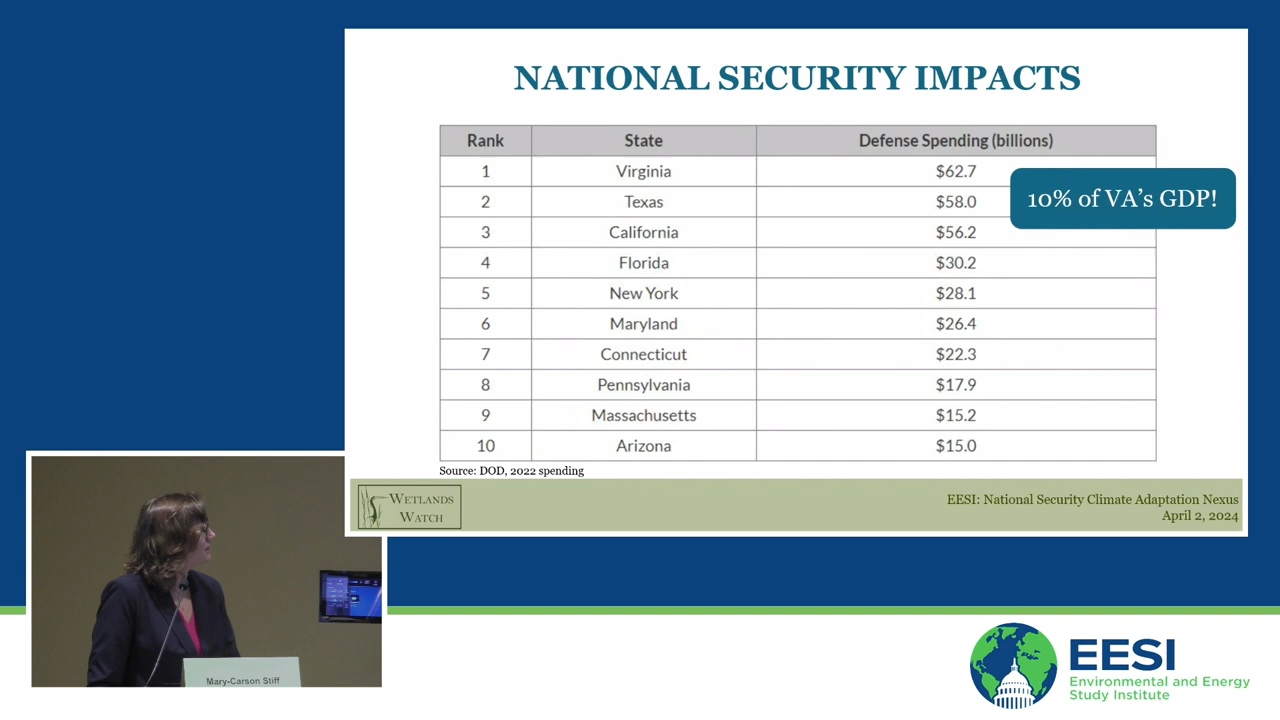 NATIONAL SECURITY IMPACTS
Rank State Defense Spending (billions)
1 Virginia $62.7
2 Texas $58.0
3 California $56.2
4 Florida $30.2
5 New York $28.1
6 Maryland $26.4
7 Connecticut $22.3
8 Pennsylvania $17.9
9 Massachusetts $15.2
10 Arizona $15.0
10% of VA's GDP!
Source: DOD, 2022 spending
WETLANDS
WATCH
EESI: National Security Climate Adaptation Nexus
April 2, 2024
Mary-Carson Stiff
EESI
Environmental and Energy
Study Institute